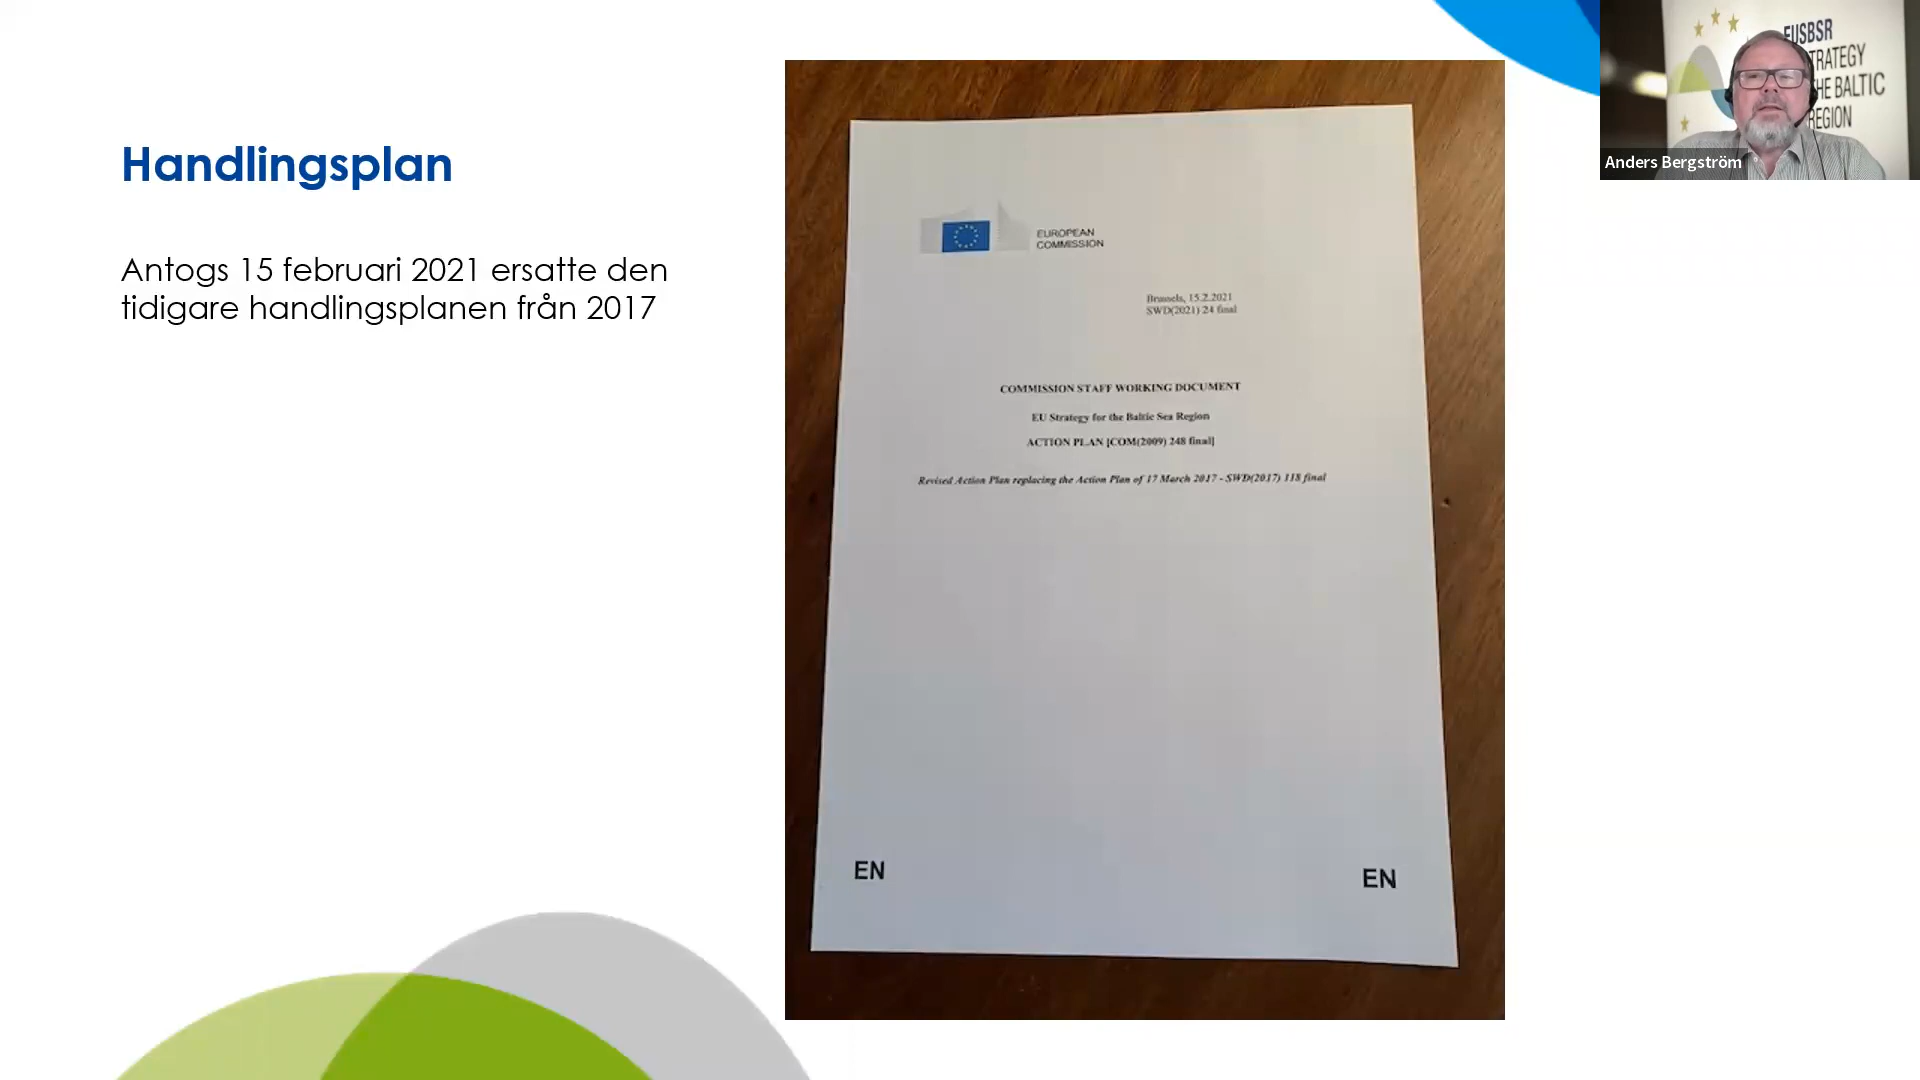 Handlingsplan
Antogs 15 februari 2021 ersatte den
tidigare handlingsplanen från 2017
EUROPEAN
COMMISSION
Brussels, 15.2.2021
SWD(2021) 24 final
COMMISSION STAFF WORKING DOCUMENT
EU Strategy for the Baltic Sea Region
ACTION PLAN [COM(2009) 248 final]
Revised Action Plan replacing the Action Plan of 17 March 2017 - SWD(2017) 118 final
EN
EN
EUSBSR
TRATEGY
HE BALTIC
REGION
Anders Bergström